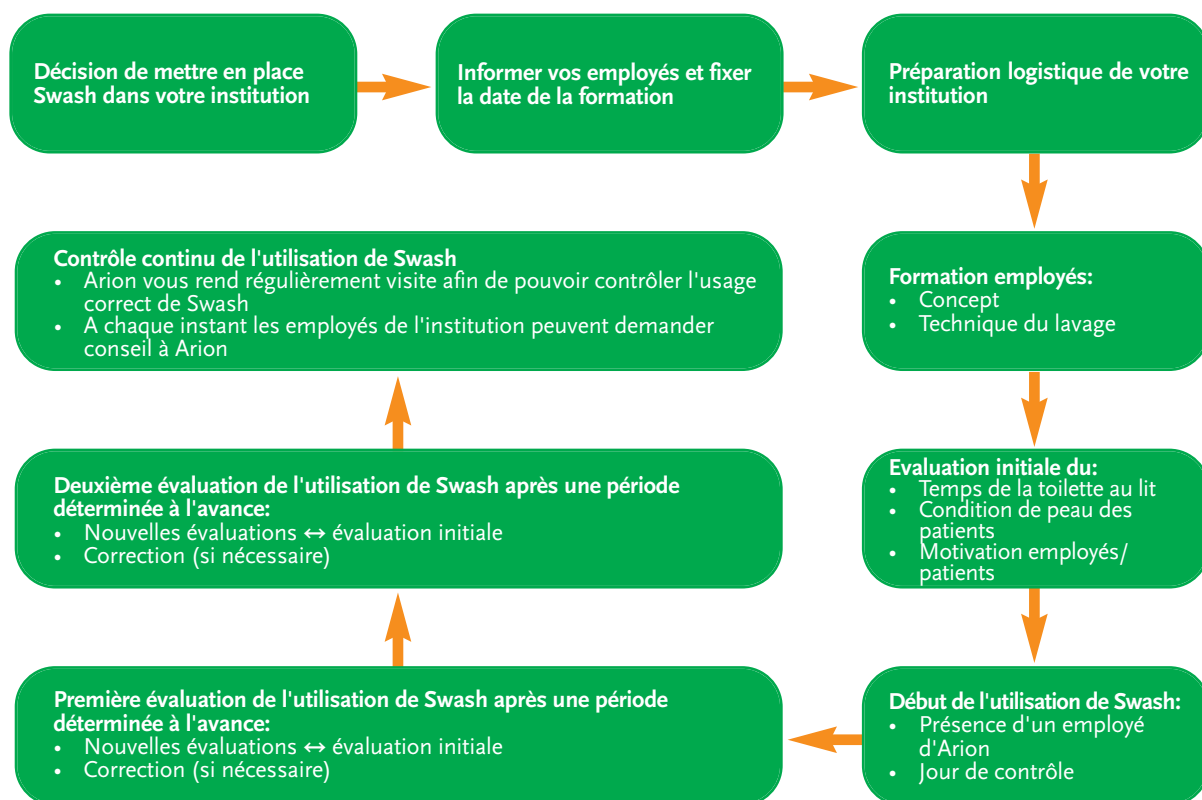 Décision de mettre en place
Swash dans votre institution
Informer vos employés et fixer
la date de la formation
Préparation logistique de votre
institution
Formation employés:
• Concept
• Technique du lavage
Evaluation initiale du:
• Temps de la toilette au lit
• Condition de peau des
patients
• Motivation employés/
patients
Début de l'utilisation de Swash:
• Présence d'un employé
d'Arion
• Jour de contrôle
Première évaluation de l'utilisation de Swash après une période
déterminée à l'avance:
• Nouvelles évaluations ↔ évaluation initiale
• Correction (si nécessaire)
Deuxième évaluation de l'utilisation de Swash après une période
déterminée à l'avance:
• Nouvelles évaluations ↔ évaluation initiale
• Correction (si nécessaire)
Contrôle continu de l'utilisation de Swash
• Arion vous rend régulièrement visite afin de pouvoir contrôler l'usage
correct de Swash
• A chaque instant les employés de l'institution peuvent demander
conseil à Arion